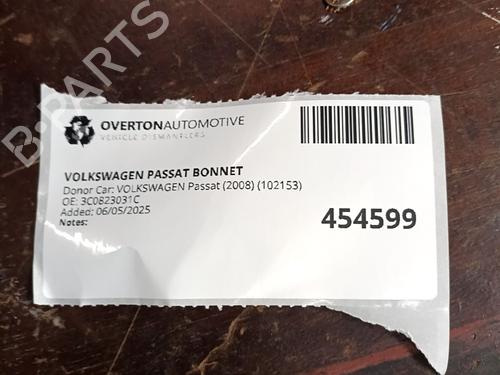 B-PARTS
OVERTONAUTOMOTIVE
VEHICLE DISMANTLERS
VOLKSWAGEN PASSAT BONNET
Donor Car: VOLKSWAGEN Passat (2008) (102153)
OE: 3C0823031C
Added: 06/05/2025
Notes:
454599